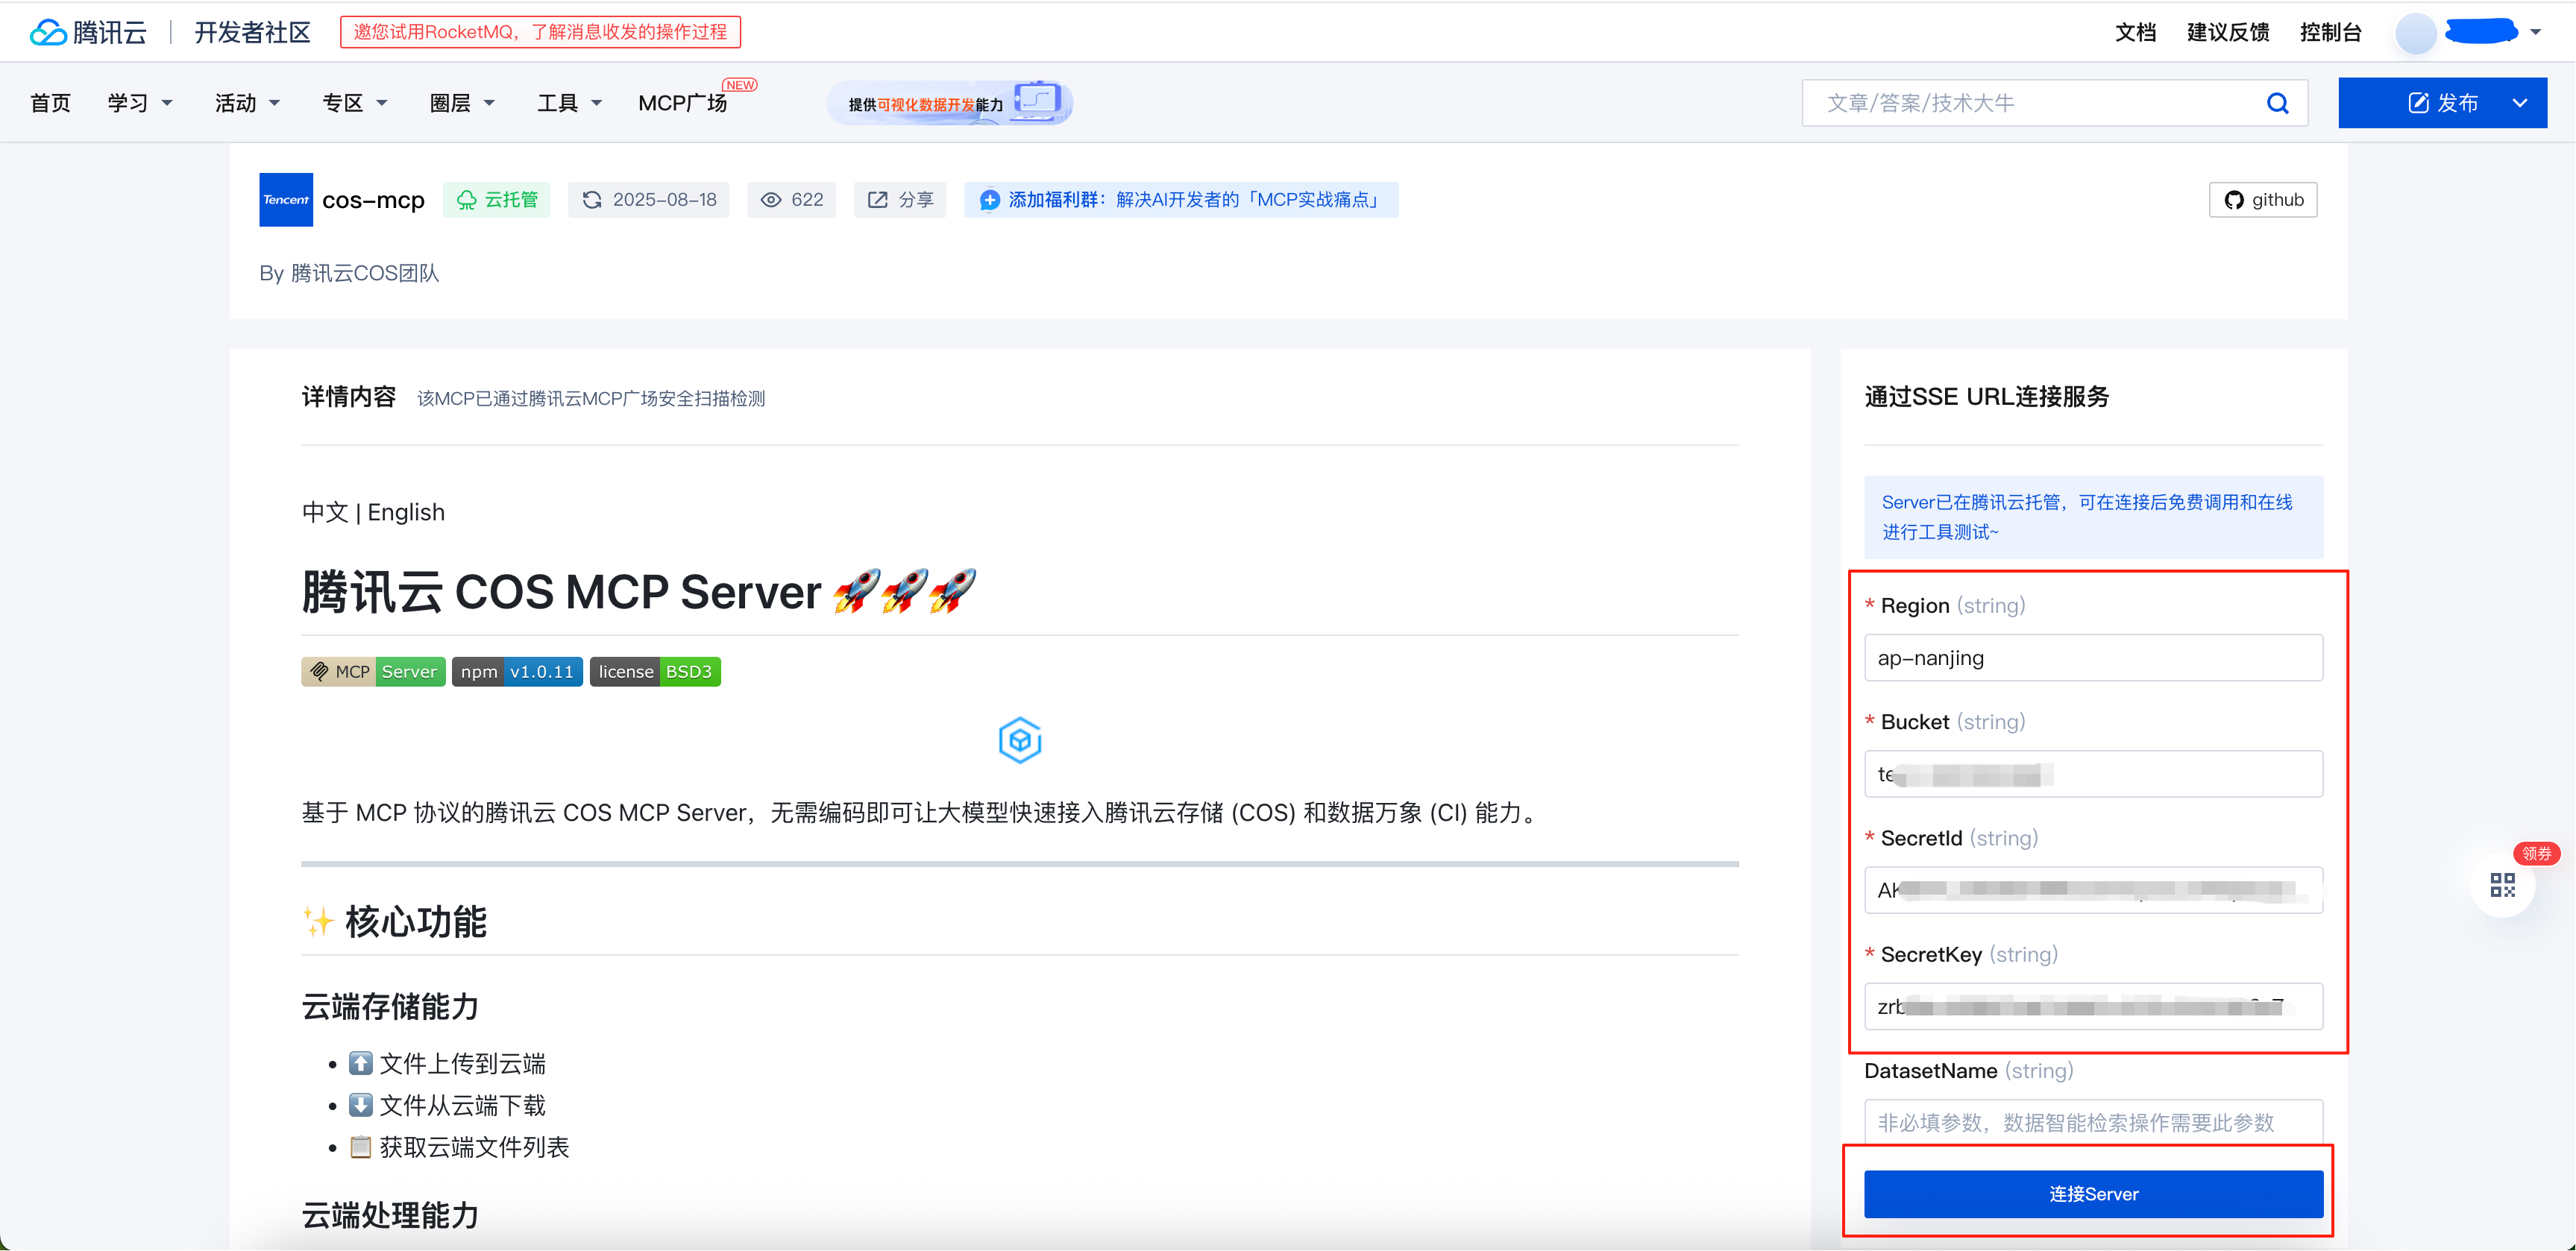 腾讯云
开发者社区
邀您试用RocketMQ，了解消息收发的操作过程
文档
建议反馈
控制台
首页
学习
活动
专区
圈层
工具
MCP广场
NEW
提供可视化数据开发能力
文章/答案/技术大牛
发布
Tencent
cos-mcp
云托管
2025-08-18
622
分享
添加福利群：解决AI开发者的「MCP实战痛点」
github
By 腾讯云COS团队
详情内容
该MCP已通过腾讯云MCP广场安全扫描检测
中文 | English
腾讯云 COS MCP Server 🚀🚀🚀
MCP Server
npm v1.0.11
license BSD3
基于 MCP 协议的腾讯云 COS MCP Server，无需编码即可让大模型快速接入腾讯云存储 (COS) 和数据万象 (CI) 能力。
✨ 核心功能
云端存储能力
• ⬆️ 文件上传到云端
• ⬇️ 文件从云端下载
• 📋 获取云端文件列表
云端处理能力
通过SSE URL连接服务
Server已在腾讯云托管，可在连接后免费调用和在线
进行工具测试~
* Region (string)
ap-nanjing
* Bucket (string)
te
* SecretId (string)
AK
* SecretKey (string)
zrb
DatasetName (string)
非必填参数，数据智能检索操作需要此参数
连接Server
领券